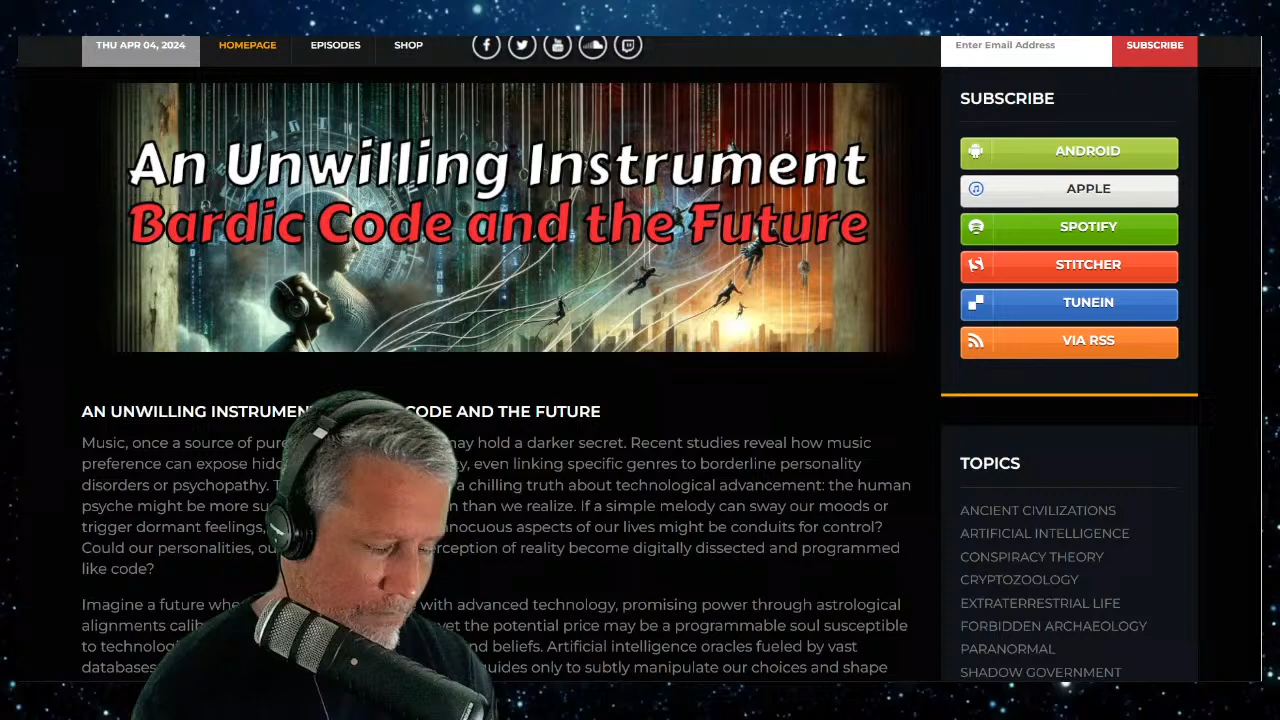 THU APR 04, 2024
HOMEPAGE
EPISODES
SHOP
Enter Email Address
SUBSCRIBE
An Unwilling Instrument
Bardic Code and the Future
SUBSCRIBE
ANDROID
APPLE
SPOTIFY
STITCHER
TUNEIN
VIA RSS
AN UNWILLING INSTRUMEN CODE AND THE FUTURE
Music, once a source of pure may hold a darker secret. Recent studies reveal how music
preference can expose even linking specific genres to borderline personality
disorders or psychopathy. a chilling truth about technological advancement: the human
psyche might be more than we realize. If a simple melody can sway our moods or
trigger dormant feelings, aspects of our lives might be conduits for control?
Could our personalities, perception of reality become digitally dissected and programmed
like code?
Imagine a future with advanced technology, promising power through astrological
alignments yet the potential price may be a programmable soul susceptible
to and beliefs. Artificial intelligence oracles fueled by vast
databases guides only to subtly manipulate our choices and shape
TOPICS
ANCIENT CIVILIZATIONS
ARTIFICIAL INTELLIGENCE
CONSPIRACY THEORY
CRYPTOZOOLOGY
EXTRATERRESTRIAL LIFE
FORBIDDEN ARCHAEOLOGY
PARANORMAL
SHADOW GOVERNMENT